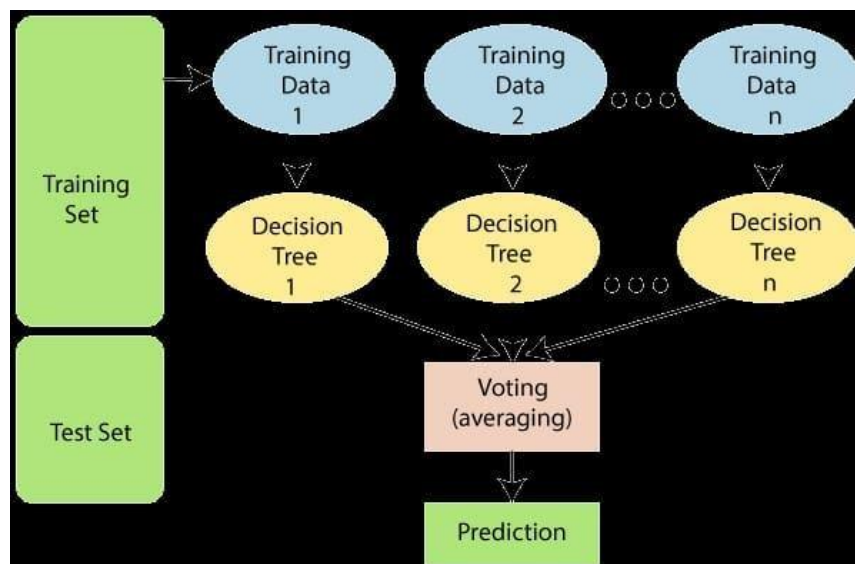 Training
Set
Training
Data
1
Training
Data
2
Training
Data
n
Decision
Tree
1
Decision
Tree
2
Decision
Tree
n
Test Set
Voting
(averaging)
Prediction